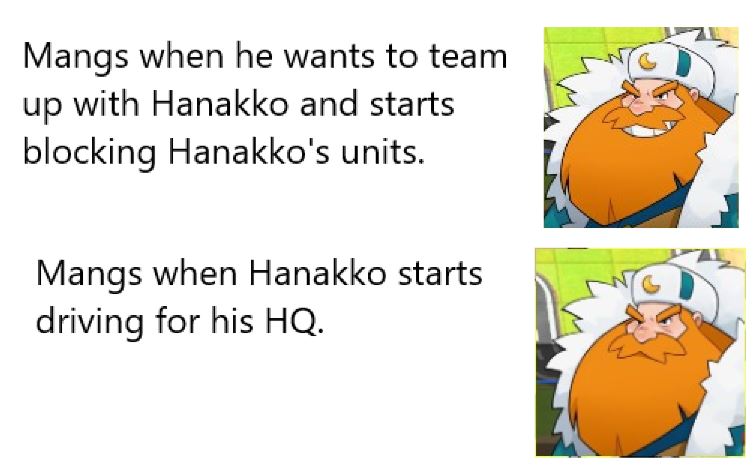 Mangs when he wants to team
up with Hanakko and starts
blocking Hanakko's units.
Mangs when Hanakko starts
driving for his HQ.